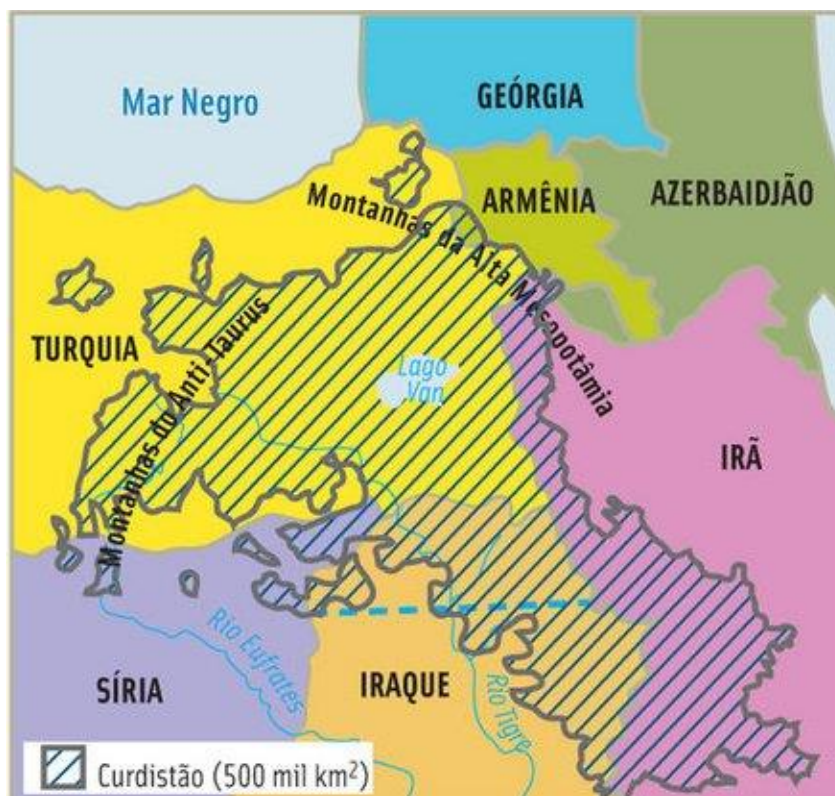 Mar Negro
GEÓRGIA
Montanhas da Alta Mesopotâmia
ARMÊNIA
AZERBAIDJÃO
TURQUIA
Montanhas do Anti-Taurus
Lago
Van
IRÃ
Rio Eufrates
SÍRIA
IRAQUE
Rio Tigre
Curdistão (500 mil km²)